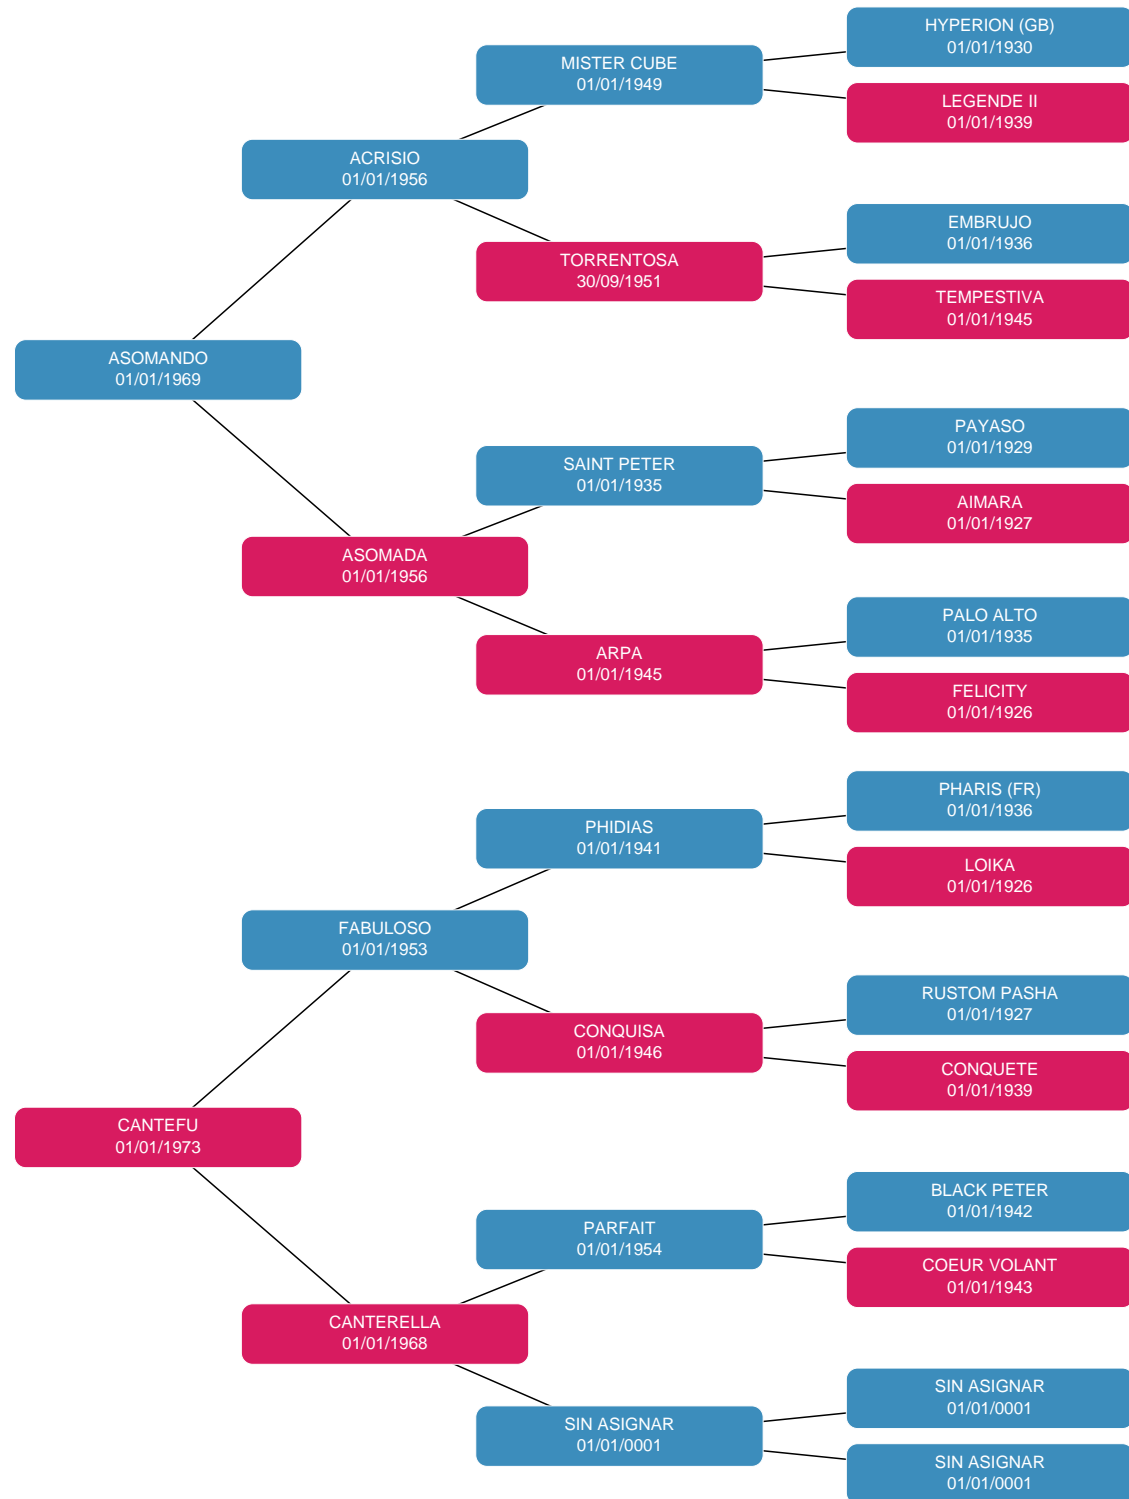 HYPERION (GB)
01/01/1930
MISTER CUBE
01/01/1949
LEGENDE II
01/01/1939
ACRISIO
01/01/1956
EMBRUJO
01/01/1936
TORRENTOSA
30/09/1951
TEMPESTIVA
01/01/1945
ASOMANDO
01/01/1969
PAYASO
01/01/1929
SAINT PETER
01/01/1935
AIMARA
01/01/1927
ASOMADA
01/01/1956
PALO ALTO
01/01/1935
ARPA
01/01/1945
FELICITY
01/01/1926
PHARIS (FR)
01/01/1936
PHIDIAS
01/01/1941
LOIKA
01/01/1926
FABULOSO
01/01/1953
RUSTOM PASHA
01/01/1927
CONQUISA
01/01/1946
CONQUETE
01/01/1939
CANTEFU
01/01/1973
BLACK PETER
01/01/1942
PARFAIT
01/01/1954
COEUR VOLANT
01/01/1943
CANTERELLA
01/01/1968
SIN ASIGNAR
01/01/0001
SIN ASIGNAR
01/01/0001
SIN ASIGNAR
01/01/0001